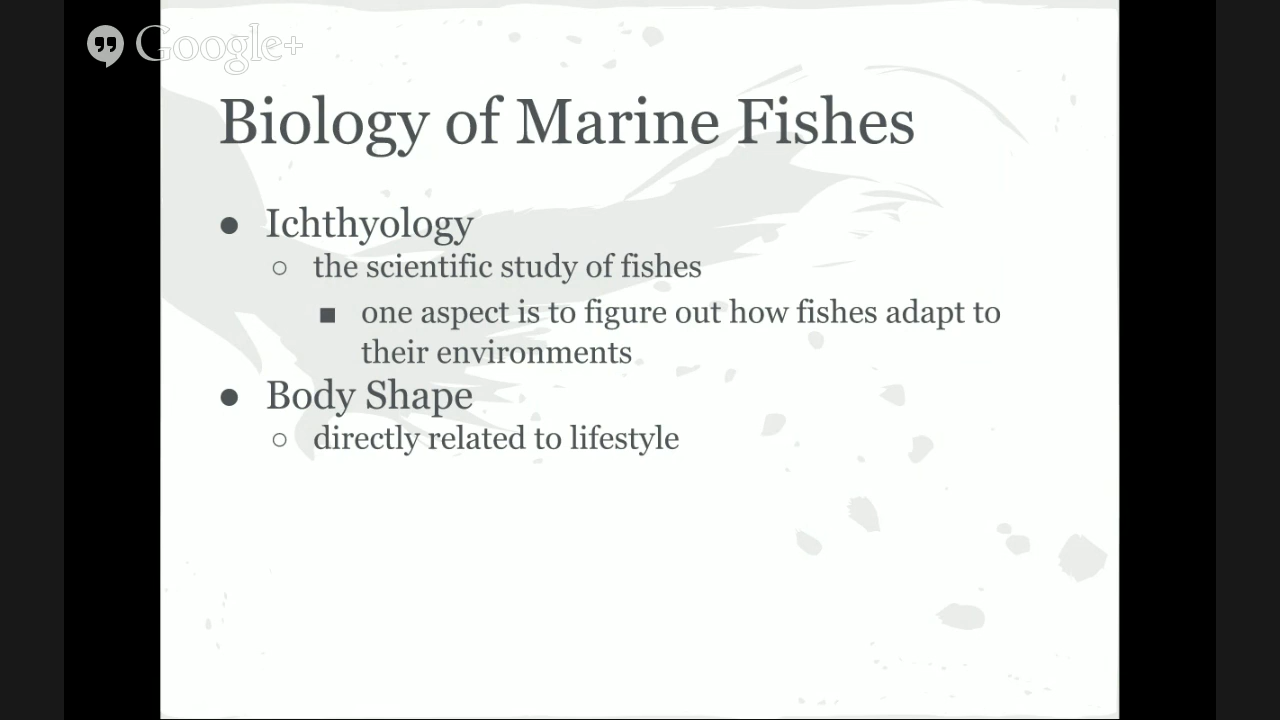 Google+
Biology of Marine Fishes
● Ichthyology
○ the scientific study of fishes
■ one aspect is to figure out how fishes adapt to
their environments
● Body Shape
○ directly related to lifestyle